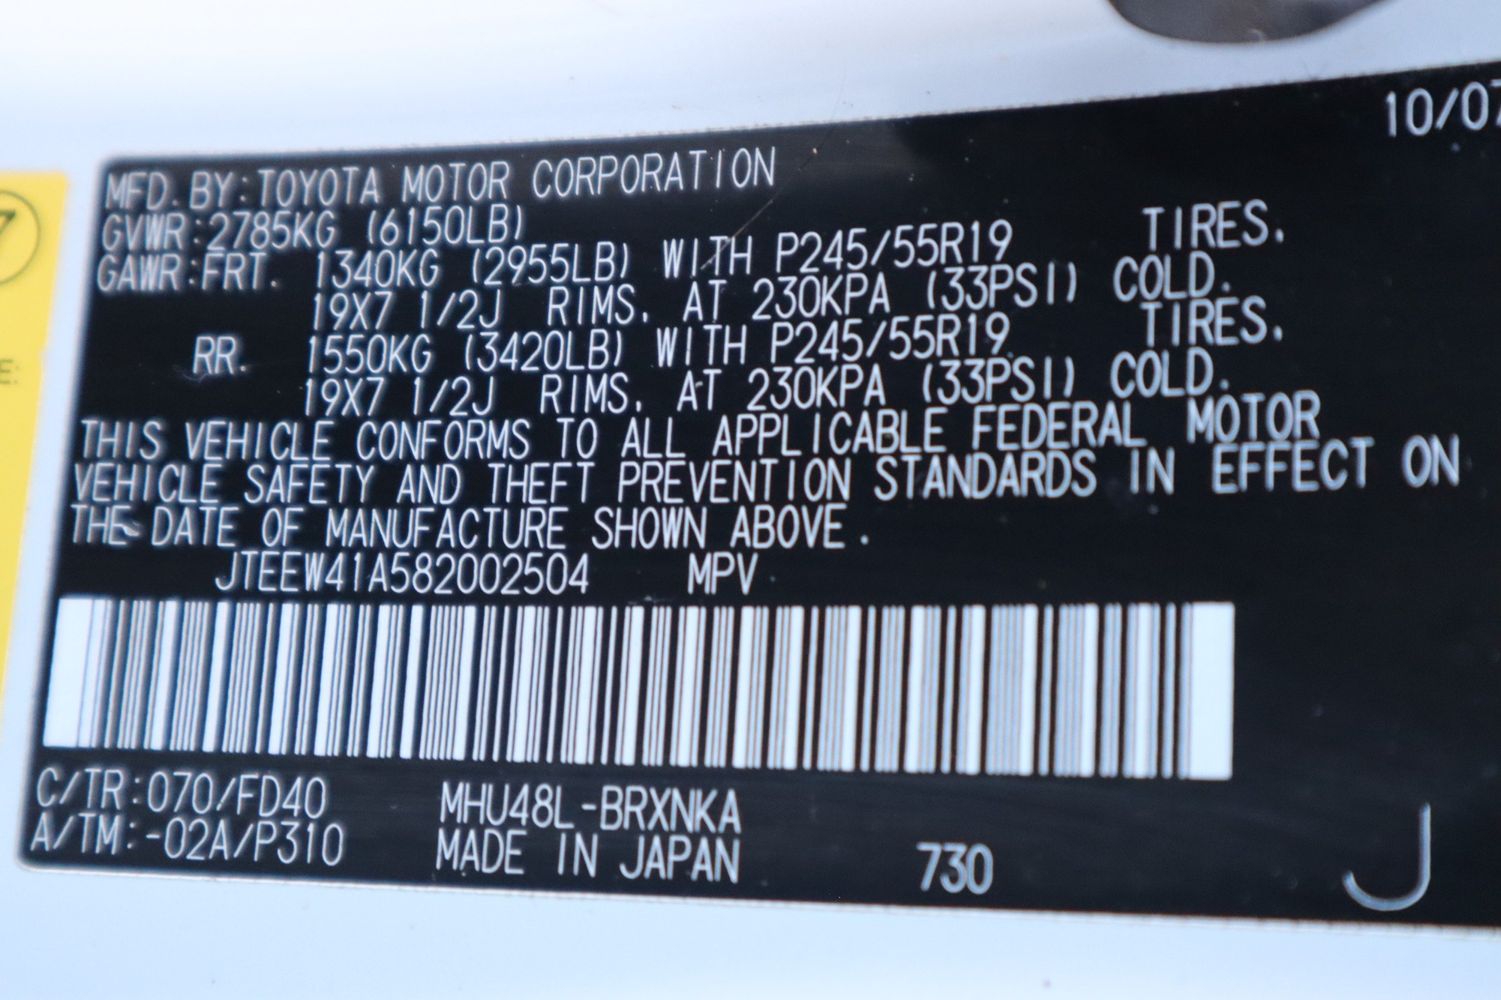 10/07
MFD. BY:TOYOTA MOTOR CORPORATION
GVWR:2785KG (6150LB)
GAWR:FRT. 1340KG (2955LB) WITH P245/55R19 TIRES.
19X7 1/2J RIMS. AT 230KPA (33PSI) COLD.
RR. 1550KG (3420LB) WITH P245/55R19 TIRES.
19X7 1/2J RIMS. AT 230KPA (33PSI) COLD.
THIS VEHICLE CONFORMS TO ALL APPLICABLE FEDERAL MOTOR
VEHICLE SAFETY AND THEFT PREVENTION STANDARDS IN EFFECT ON
THE DATE OF MANUFACTURE SHOWN ABOVE.
JTEEW41A582002504 MPV
C/TR:070/FD40 MHU48L-BRXNKA
A/TM:-02A/P310 MADE IN JAPAN 730 J
7
E: